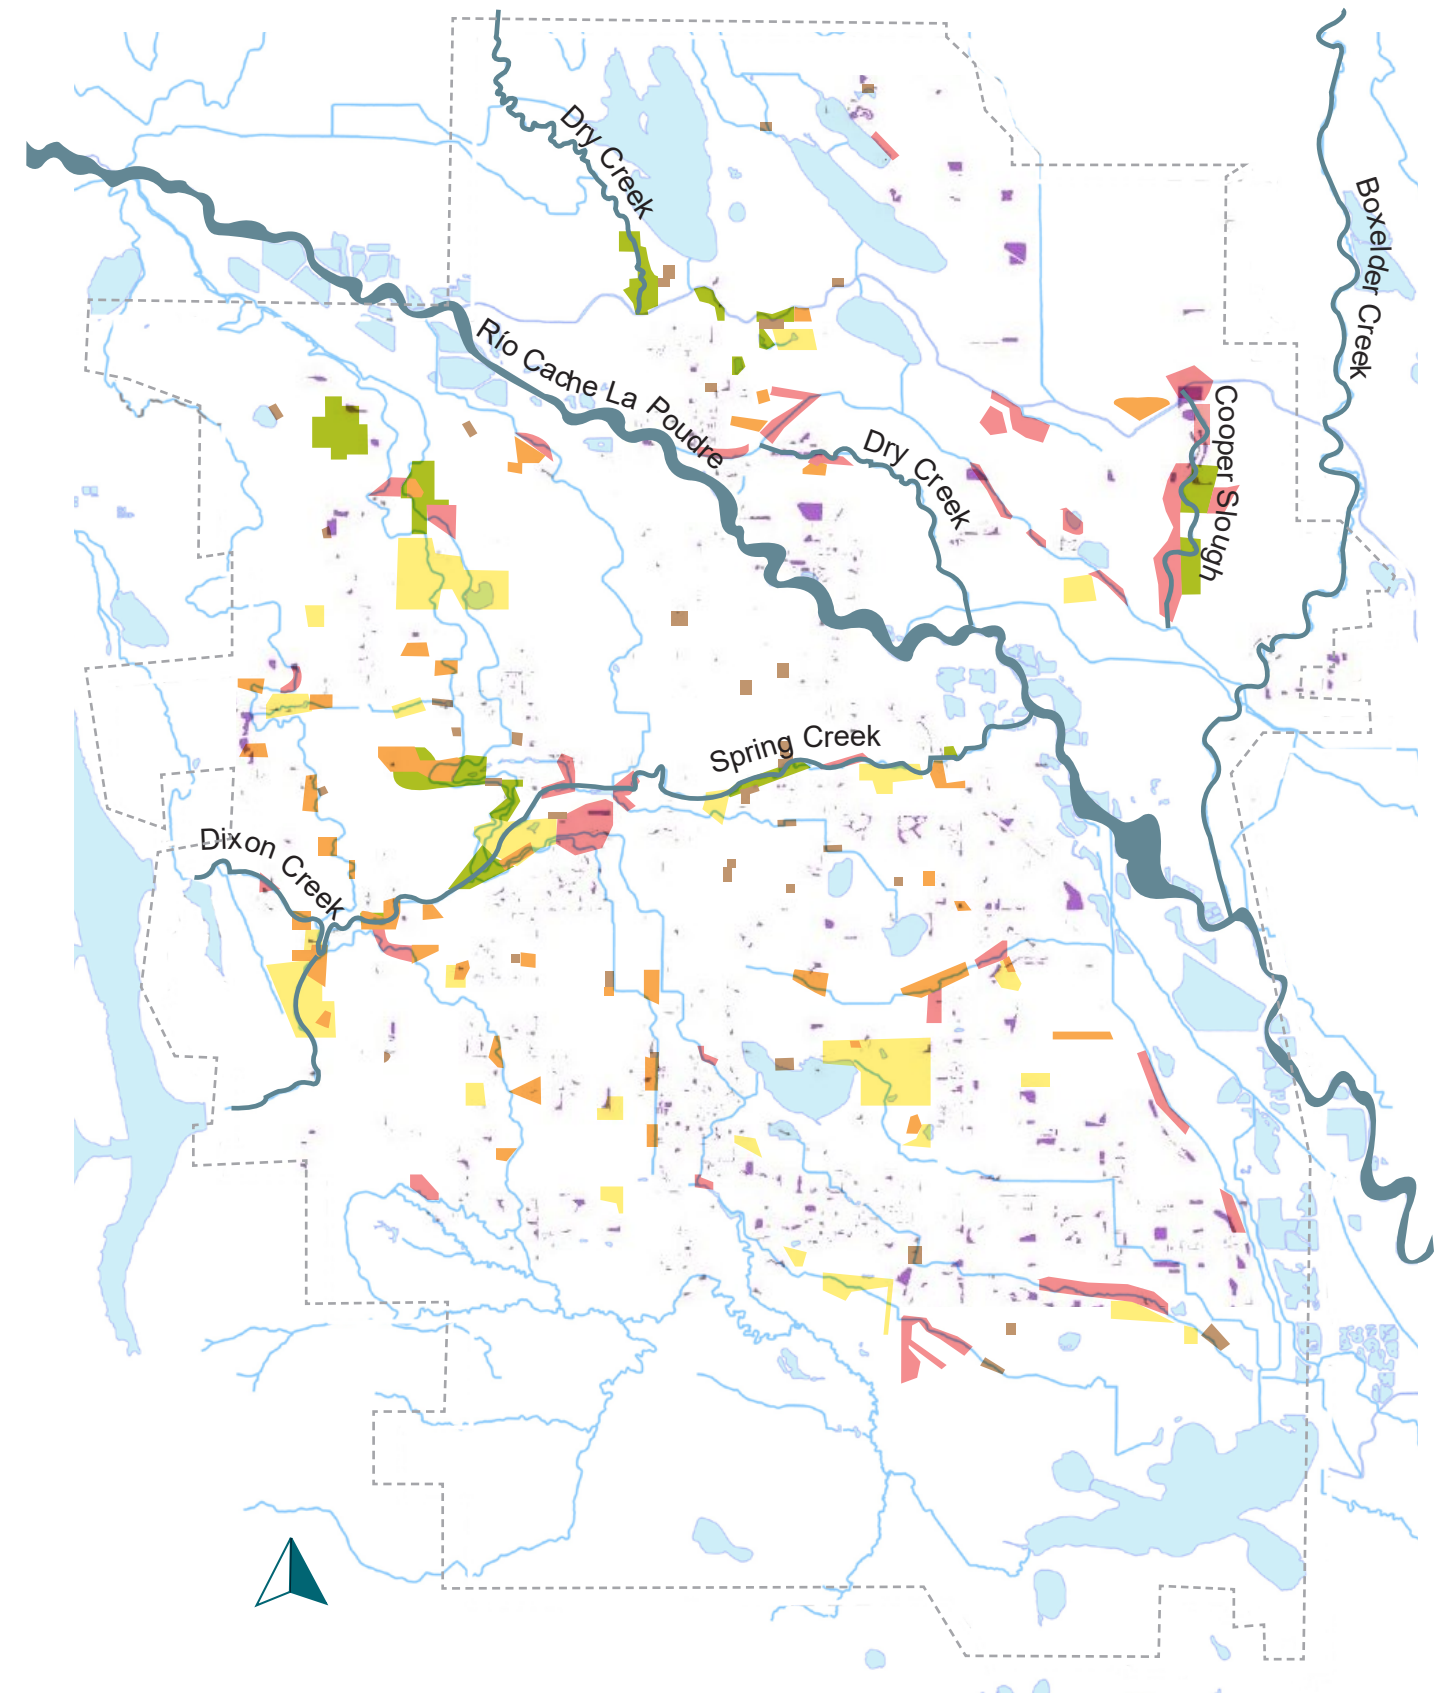 Dry Creek
Boxelder Creek
Río Cache La Poudre
Cooper Slough
Dry Creek
Spring Creek
Dixon Creek